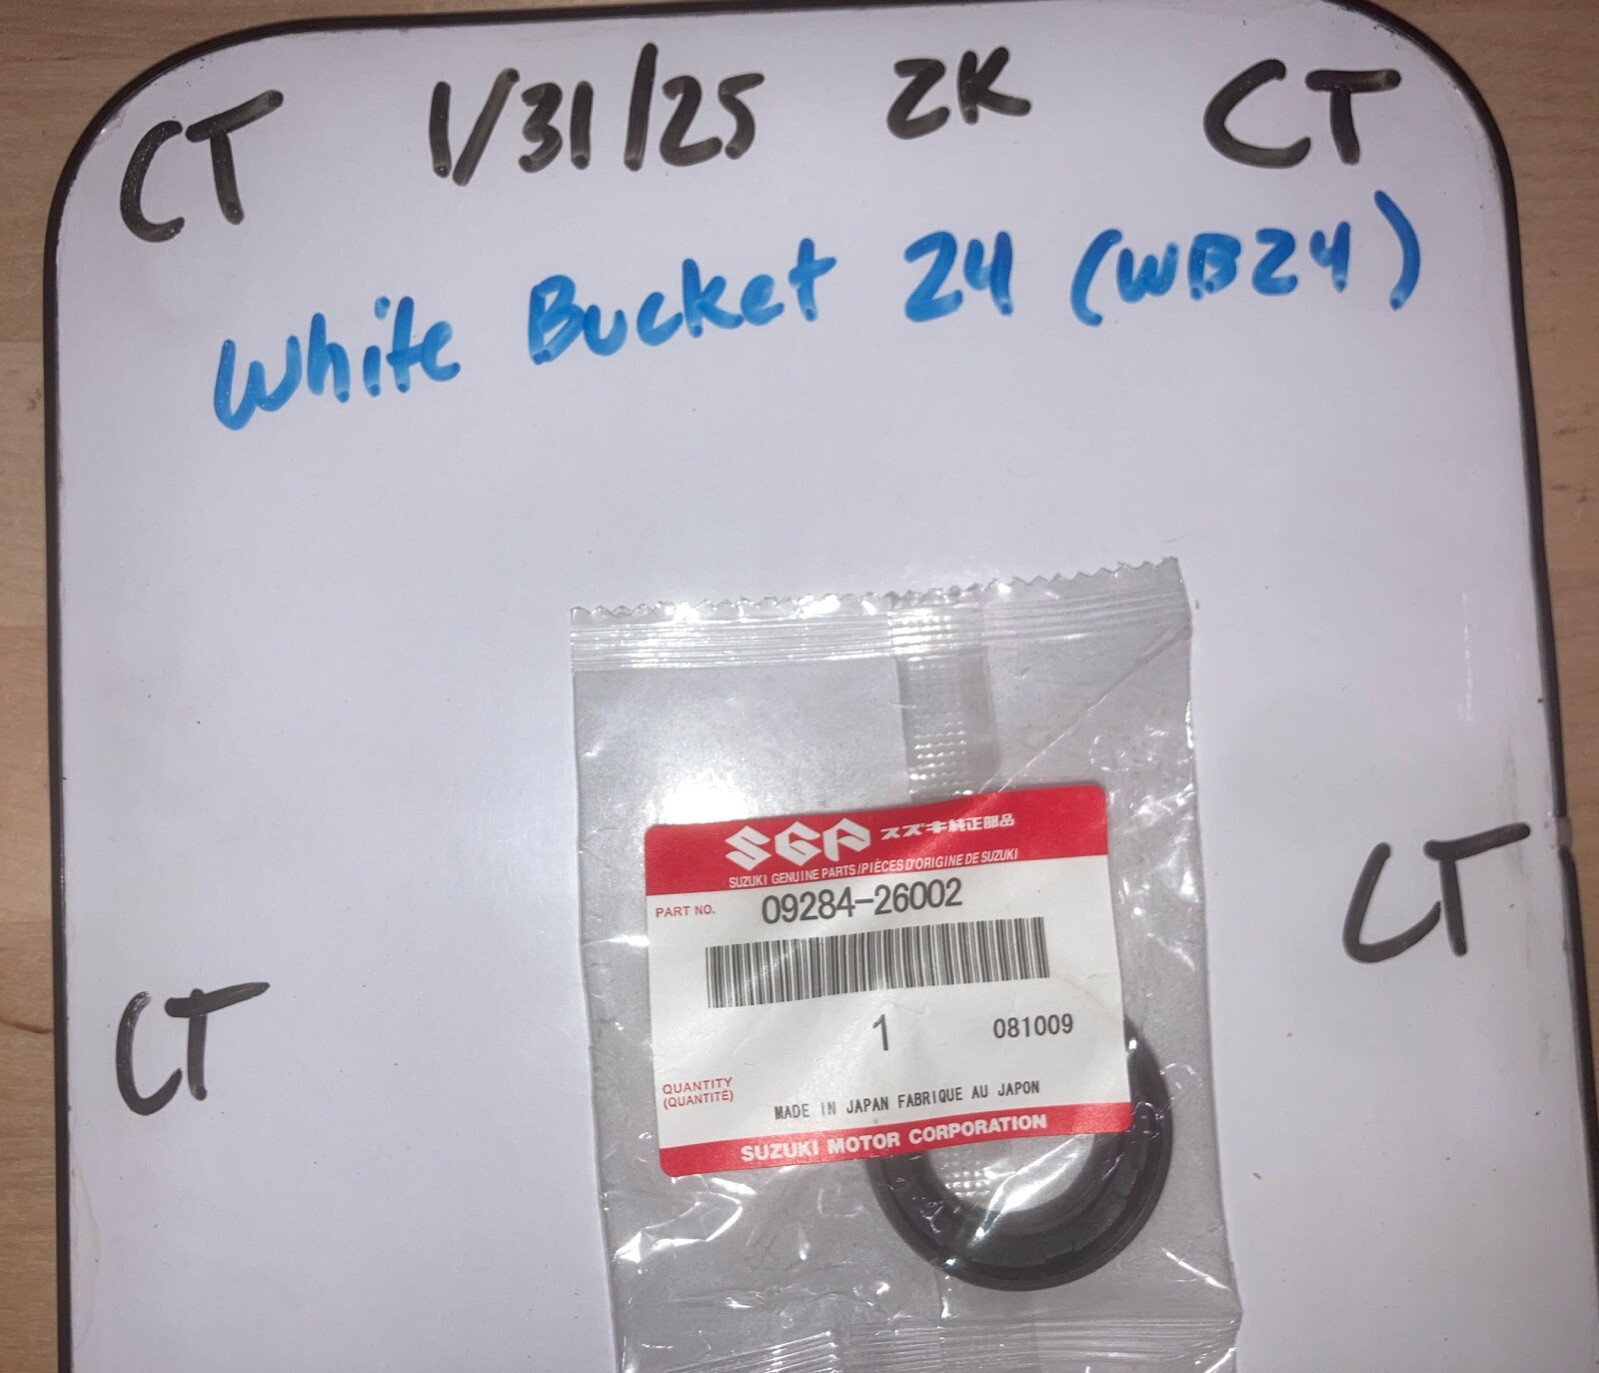 CT 1/31/25 ZK CT
White Bucket 24 (WB24)
SGP スズキ純正部品
SUZUKI GENUINE PARTS/PIÈCES D'ORIGINE DE SUZUKI
PART NO. 09284-26002
1 081009
QUANTITY
(QUANTITÉ)
MADE IN JAPAN FABRIQUE AU JAPON
SUZUKI MOTOR CORPORATION
CT
CT